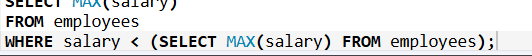 SELECT MAX(salary)
FROM employees
WHERE salary < (SELECT MAX(salary) FROM employees);